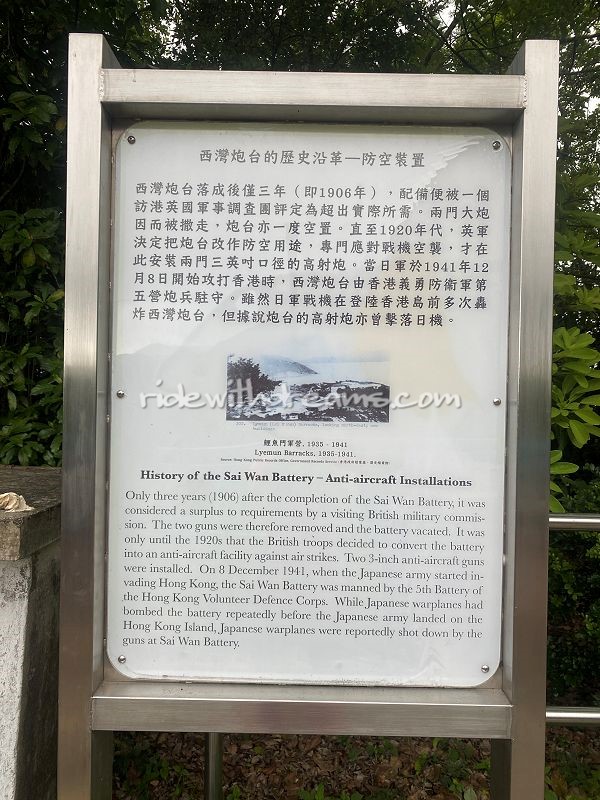 西灣炮台的歷史沿革—防空裝置
西灣炮台落成後僅三年（即1906年），配備便被一個
訪港英國軍事調查團評定為超出實際所需。兩門大炮
因而被撤走，炮台亦一度空置。直至1920年代，英軍
決定把炮台改作防空用途，專門應對戰機空襲，才在
此安裝兩門三英吋口徑的高射炮。當日軍於1941年12
月8日開始攻打香港時，西灣炮台由香港義勇防衞軍第
五營炮兵駐守。雖然日軍戰機在登陸香港島前多次轟
炸西灣炮台，但據說炮台的高射炮亦曾擊落日機。
ridewithdreams.com
鯉魚門軍營，1935 - 1941
Lyemun Barracks, 1935-1941.
History of the Sai Wan Battery – Anti-aircraft Installations
Only three years (1906) after the completion of the Sai Wan Battery, it was
considered a surplus to requirements by a visiting British military commis-
sion. The two guns were therefore removed and the battery vacated. It was
only until the 1920s that the British troops decided to convert the battery
into an anti-aircraft facility against air strikes. Two 3-inch anti-aircraft guns
were installed. On 8 December 1941, when the Japanese army started in-
vading Hong Kong, the Sai Wan Battery was manned by the 5th Battery of
the Hong Kong Volunteer Defence Corps. While Japanese warplanes had
bombed the battery repeatedly before the Japanese army landed on the
Hong Kong Island, Japanese warplanes were reportedly shot down by the
guns at Sai Wan Battery.